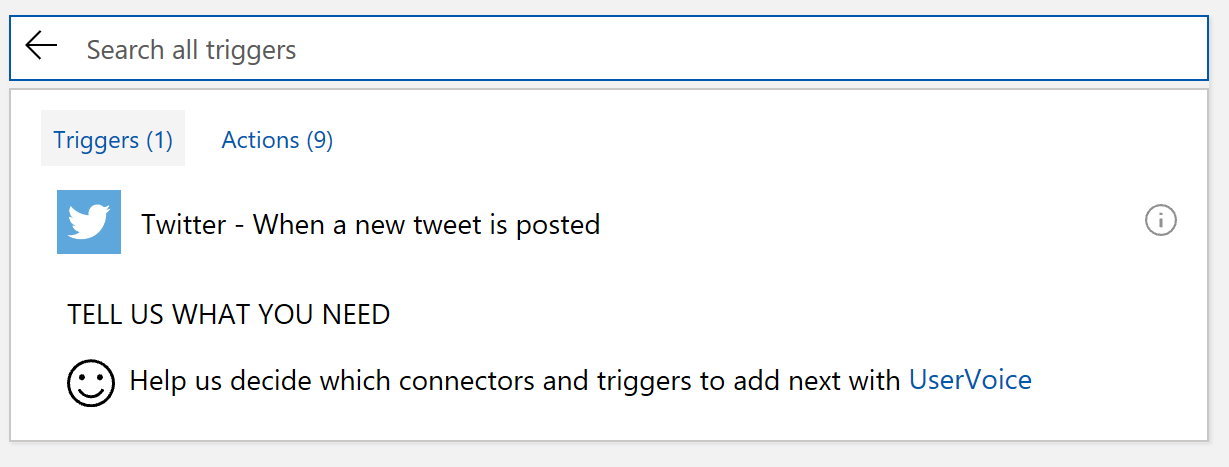 Search all triggers
Triggers (1) Actions (9)
Twitter - When a new tweet is posted
TELL US WHAT YOU NEED
Help us decide which connectors and triggers to add next with UserVoice